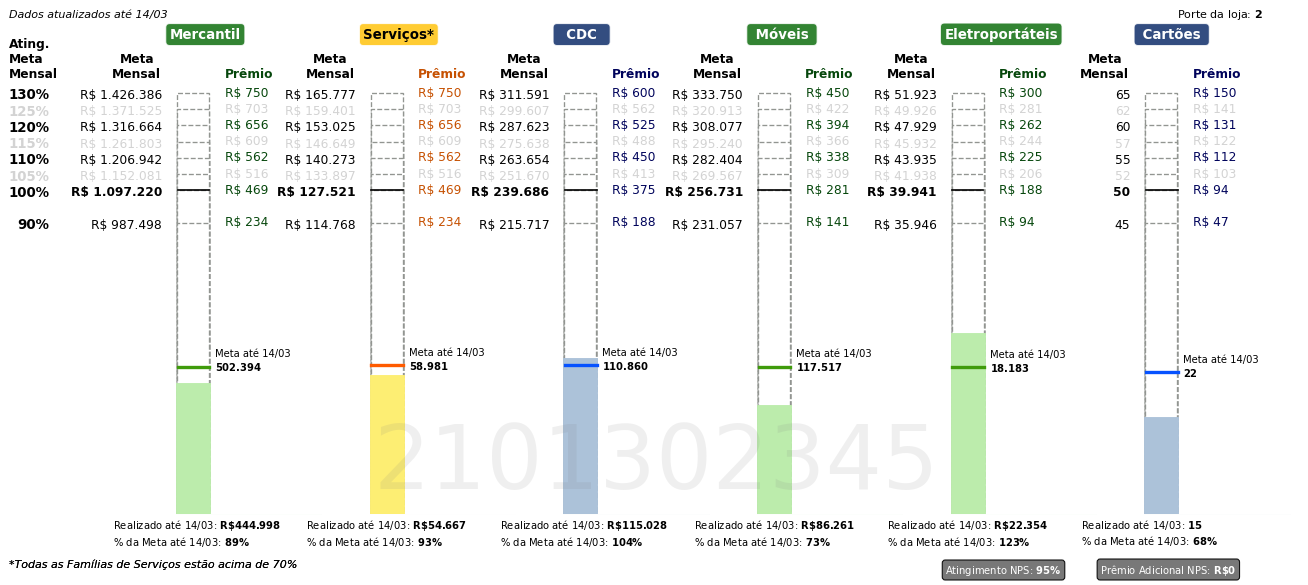 Dados atualizados até 14/03
Porte da loja: 2
Mercantil Serviços* CDC Móveis Eletroportáteis Cartões
Ating. Meta Mensal
Meta Mensal Prêmio Meta Mensal Prêmio Meta Mensal Prêmio Meta Mensal Prêmio Meta Mensal Prêmio Meta Mensal Prêmio
130% R$ 1.426.386 R$ 750 R$ 165.777 R$ 750 R$ 311.591 R$ 600 R$ 333.750 R$ 450 R$ 51.923 R$ 300 65 R$ 150
125% R$ 1.371.525 R$ 703 R$ 159.401 R$ 703 R$ 299.607 R$ 562 R$ 320.913 R$ 422 R$ 49.926 R$ 281 62 R$ 141
120% R$ 1.316.664 R$ 656 R$ 153.025 R$ 656 R$ 287.623 R$ 525 R$ 308.077 R$ 394 R$ 47.929 R$ 262 60 R$ 131
115% R$ 1.261.803 R$ 609 R$ 146.649 R$ 609 R$ 275.638 R$ 488 R$ 295.240 R$ 366 R$ 45.932 R$ 244 57 R$ 122
110% R$ 1.206.942 R$ 562 R$ 140.273 R$ 562 R$ 263.654 R$ 450 R$ 282.404 R$ 338 R$ 43.935 R$ 225 55 R$ 112
105% R$ 1.152.081 R$ 516 R$ 133.897 R$ 516 R$ 251.670 R$ 413 R$ 269.567 R$ 309 R$ 41.938 R$ 206 52 R$ 103
100% R$ 1.097.220 R$ 469 R$ 127.521 R$ 469 R$ 239.686 R$ 375 R$ 256.731 R$ 281 R$ 39.941 R$ 188 50 R$ 94
90% R$ 987.498 R$ 234 R$ 114.768 R$ 234 R$ 215.717 R$ 188 R$ 231.057 R$ 141 R$ 35.946 R$ 94 45 R$ 47
Meta até 14/03 Meta até 14/03 Meta até 14/03 Meta até 14/03 Meta até 14/03 Meta até 14/03
502.394 58.981 110.860 117.517 18.183 22
2101302345
Realizado até 14/03: R$444.998 Realizado até 14/03: R$54.667 Realizado até 14/03: R$115.028 Realizado até 14/03: R$86.261 Realizado até 14/03: R$22.354 Realizado até 14/03: 15
% da Meta até 14/03: 89% % da Meta até 14/03: 93% % da Meta até 14/03: 104% % da Meta até 14/03: 73% % da Meta até 14/03: 123% % da Meta até 14/03: 68%
*Todas as Famílias de Serviços estão acima de 70%
Atingimento NPS: 95% Prêmio Adicional NPS: R$0